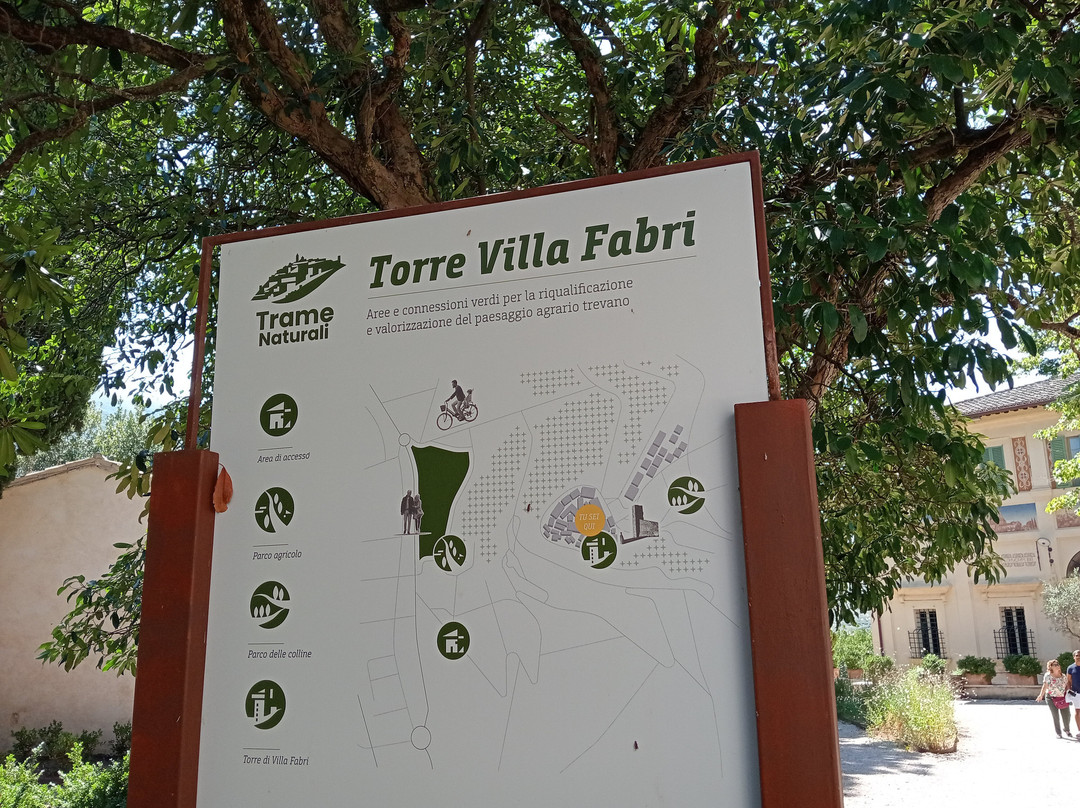 Torre Villa Fabri
Aree e connessioni verdi per la riqualificazione
e valorizzazione del paesaggio agrario trevano
Trame
Naturali
Area di accesso
Parco agricolo
Parco delle colline
Torre di Villa Fabri
TU SEI
QUI